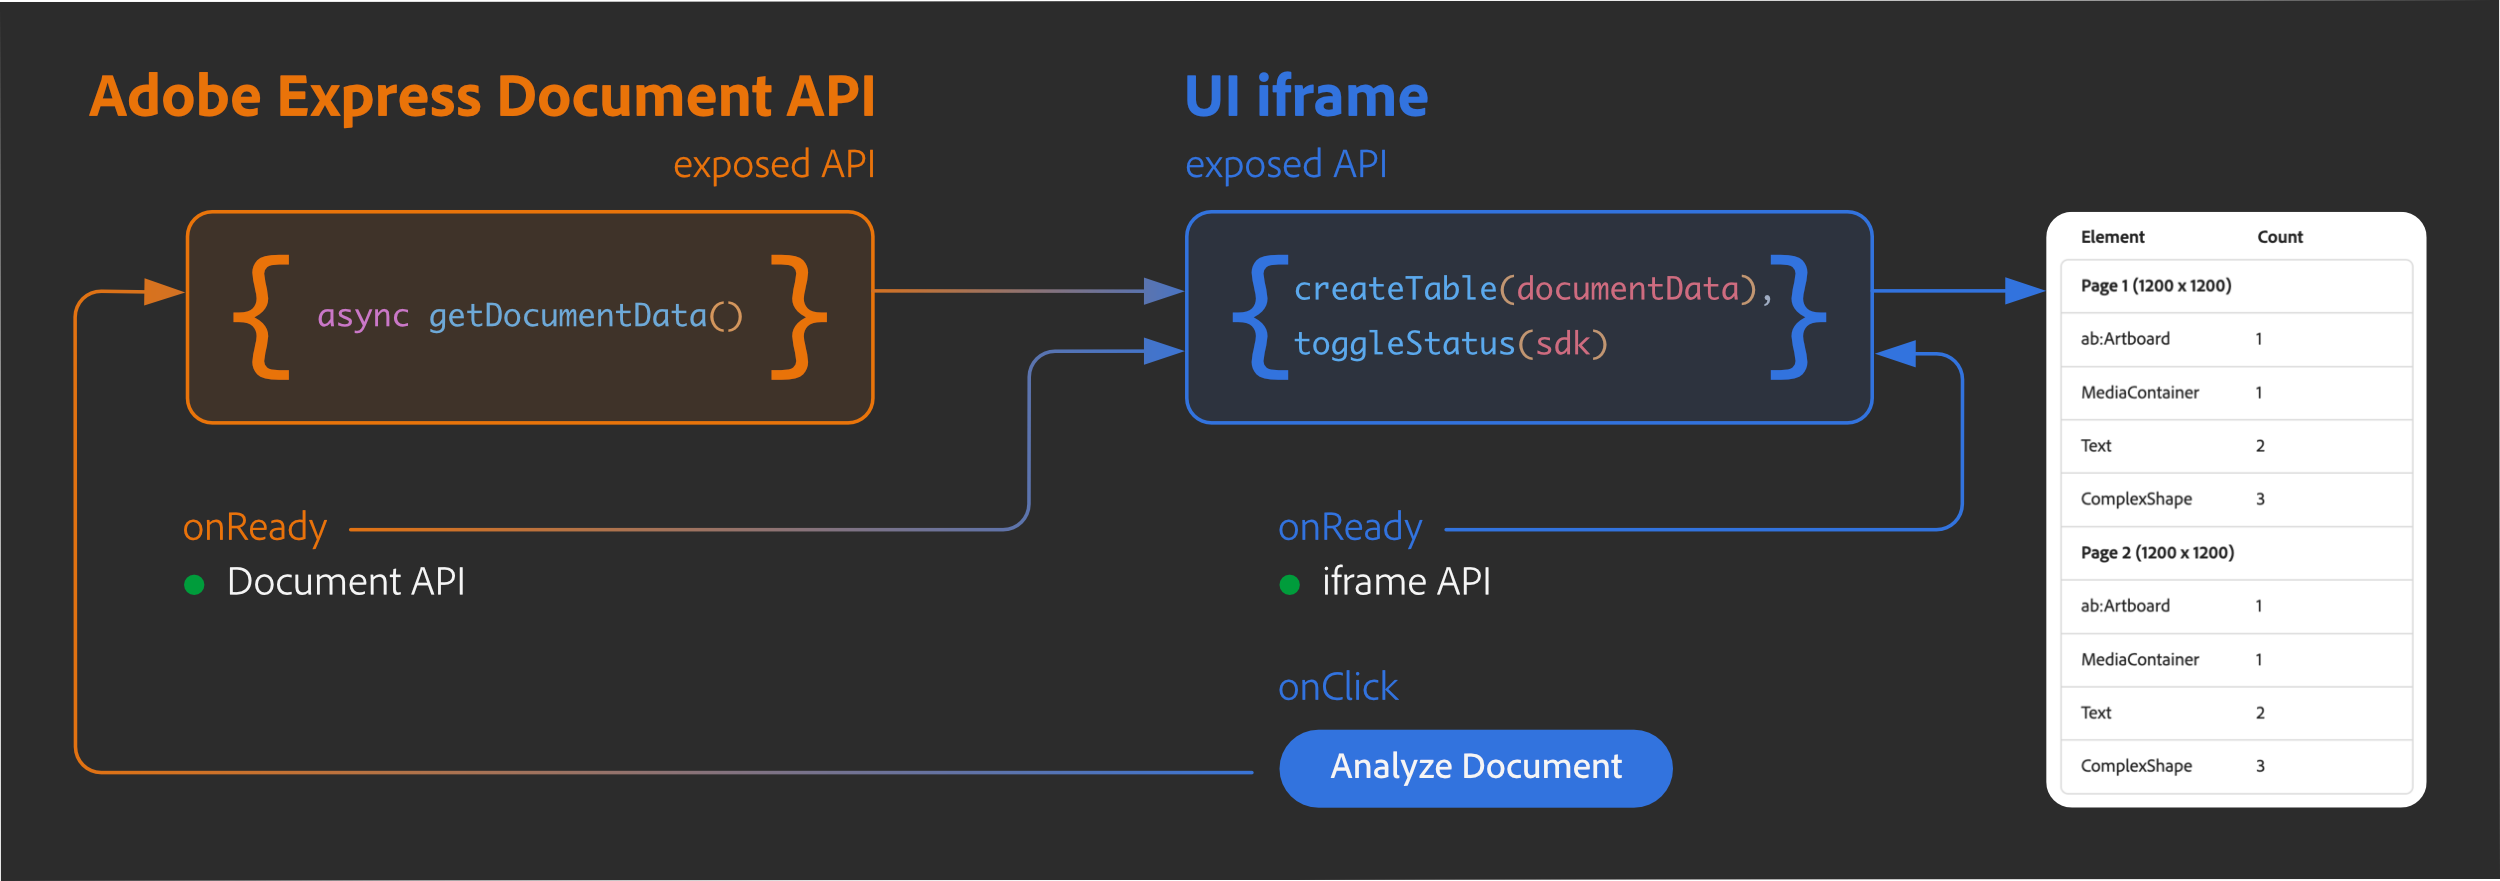 Adobe Express Document API
exposed API
{ async getDocumentData() }
onReady
Document API
UI iframe
exposed API
{ createTable(documentData),
toggleStatus(sdk) }
onReady
iframe API
onClick
Analyze Document
Element Count
Page 1 (1200 x 1200)
ab:Artboard 1
MediaContainer 1
Text 2
ComplexShape 3
Page 2 (1200 x 1200)
ab:Artboard 1
MediaContainer 1
Text 2
ComplexShape 3